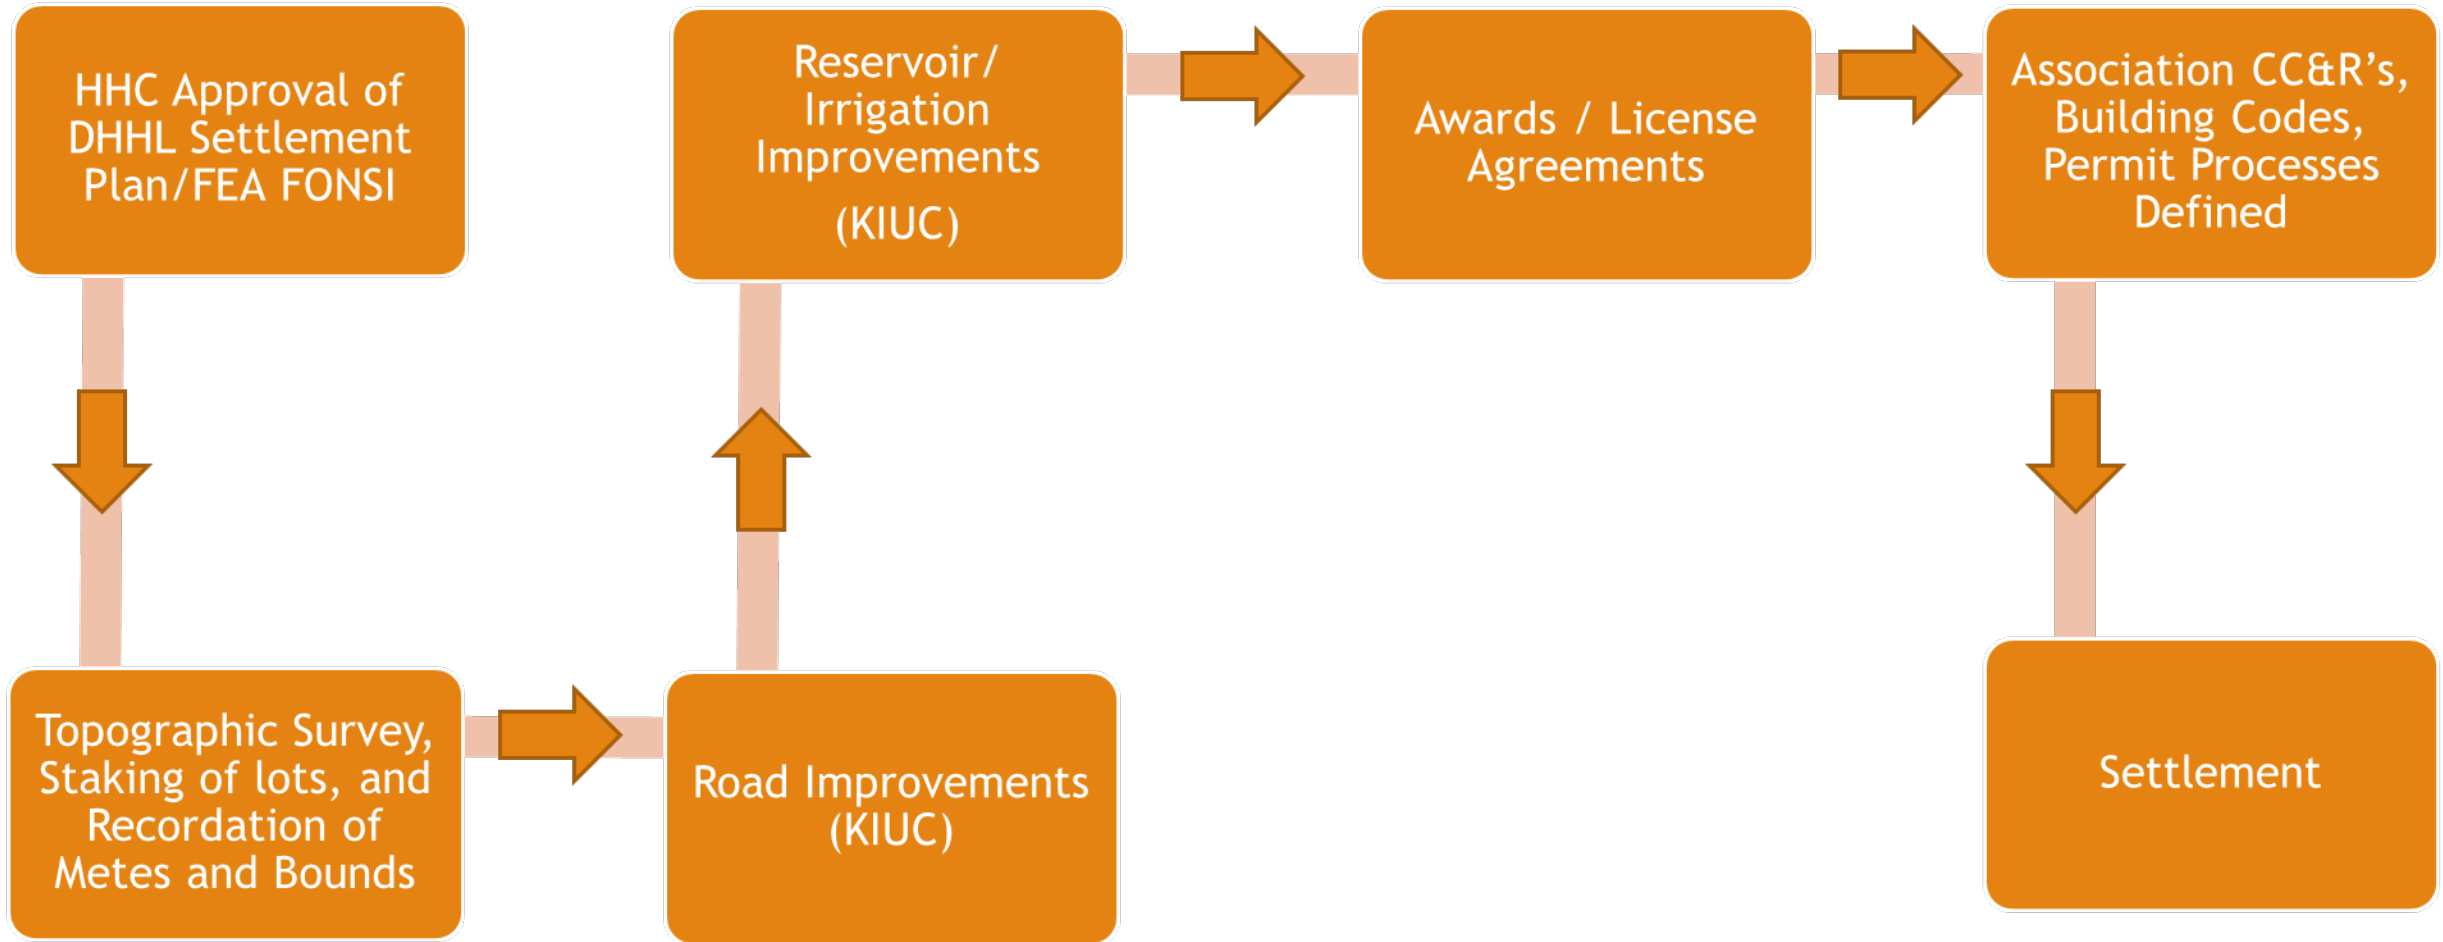 HHC Approval of
DHHL Settlement
Plan/FEA FONSI
Topographic Survey,
Staking of lots, and
Recordation of
Metes and Bounds
Road Improvements
(KIUC)
Reservoir/
Irrigation
Improvements
(KIUC)
Awards / License
Agreements
Association CC&R’s,
Building Codes,
Permit Processes
Defined
Settlement